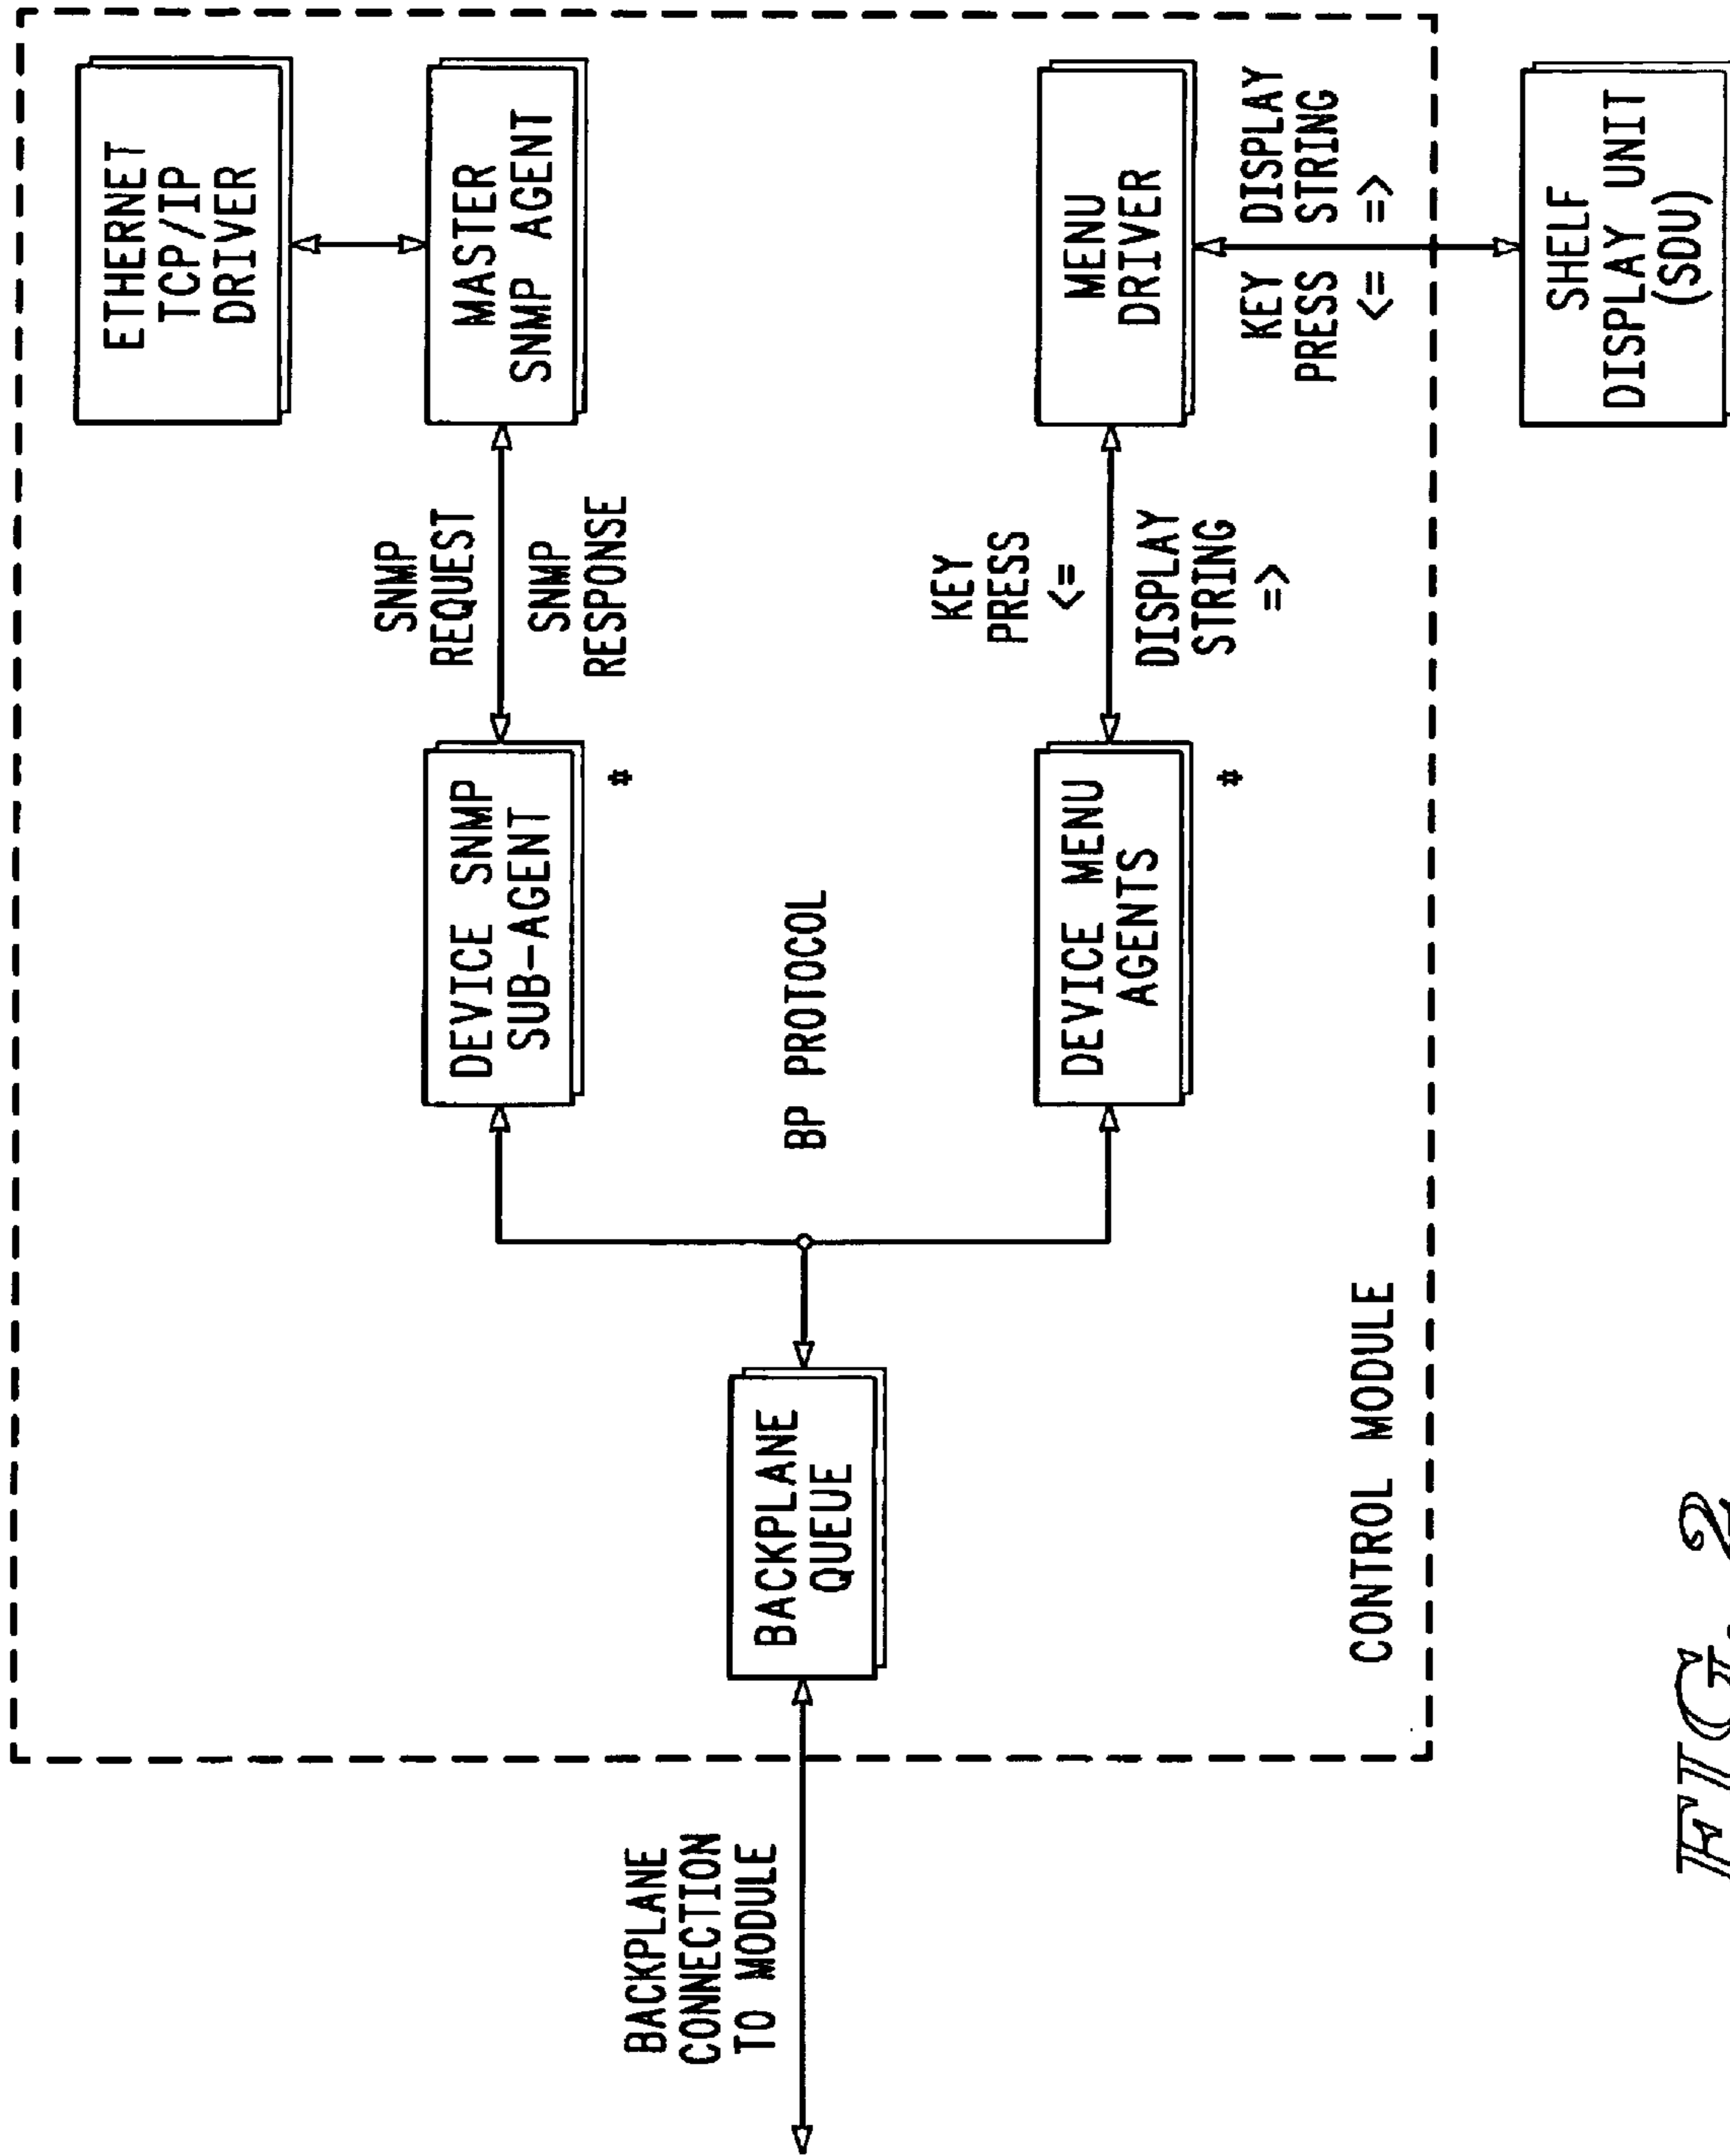 ETHERNET
TCP/IP
DRIVER
MASTER
SNMP AGENT
SNMP
REQUEST
SNMP
RESPONSE
DEVICE SNMP
SUB-AGENT
*
BP PROTOCOL
BACKPLANE
CONNECTION
TO MODULE
BACKPLANE
QUEUE
DEVICE MENU
AGENTS
*
KEY
PRESS
<=
DISPLAY
STRING
=>
MENU
DRIVER
KEY
PRESS
<=
DISPLAY
STRING
=>
CONTROL MODULE
SHELF
DISPLAY UNIT
(SDU)
FIG. 2